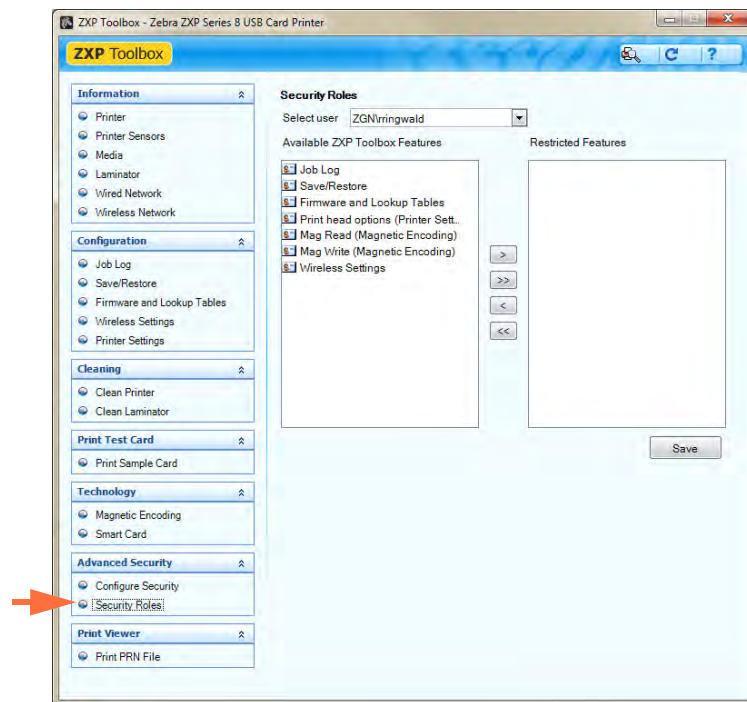 ZXP Toolbox - Zebra ZXP Series 8 USB Card Printer
ZXP Toolbox
?
Information
Printer
Printer Sensors
Media
Laminator
Wired Network
Wireless Network
Configuration
Job Log
Save/Restore
Firmware and Lookup Tables
Wireless Settings
Printer Settings
Cleaning
Clean Printer
Clean Laminator
Print Test Card
Print Sample Card
Technology
Magnetic Encoding
Smart Card
Advanced Security
Configure Security
Security Roles
Print Viewer
Print PRN File
Security Roles
Select user ZGN\rringwald
Available ZXP Toolbox Features
Job Log
Save/Restore
Firmware and Lookup Tables
Print head options (Printer Sett..
Mag Read (Magnetic Encoding)
Mag Write (Magnetic Encoding)
Wireless Settings
>
>>
<
<<
Restricted Features
Save